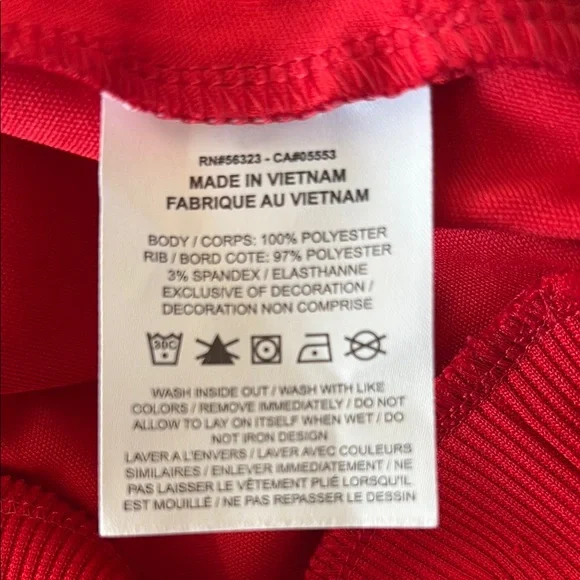 RN#56323 - CA#05553
MADE IN VIETNAM
FABRIQUE AU VIETNAM
BODY / CORPS: 100% POLYESTER
RIB / BORD COTE: 97% POLYESTER
3% SPANDEX / ELASTHANNE
EXCLUSIVE OF DECORATION /
DECORATION NON COMPRISE
30C
WASH INSIDE OUT / WASH WITH LIKE
COLORS / REMOVE IMMEDIATELY / DO NOT
ALLOW TO LAY ON ITSELF WHEN WET / DO
NOT IRON DESIGN
LAVER A L'ENVERS / LAVER AVEC COULEURS
SIMILAIRES / ENLEVER IMMEDIATEMENT / NE
PAS LAISSER LE VÊTEMENT PLIÉ LORSQU'IL
EST MOUILLÉ / NE PAS REPASSER LE DESSIN